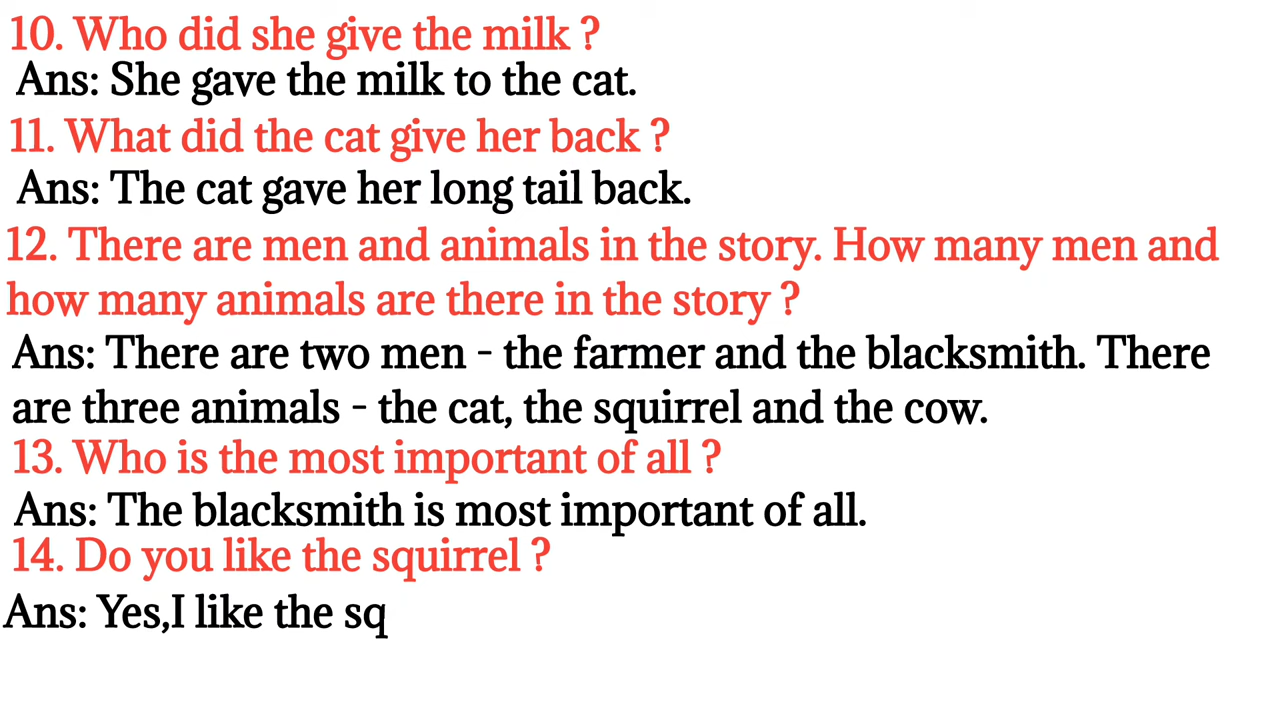 10. Who did she give the milk ?
Ans: She gave the milk to the cat.
11. What did the cat give her back ?
Ans: The cat gave her long tail back.
12. There are men and animals in the story. How many men and
how many animals are there in the story ?
Ans: There are two men - the farmer and the blacksmith. There
are three animals - the cat, the squirrel and the cow.
13. Who is the most important of all ?
Ans: The blacksmith is most important of all.
14. Do you like the squirrel ?
Ans: Yes,I like the sq